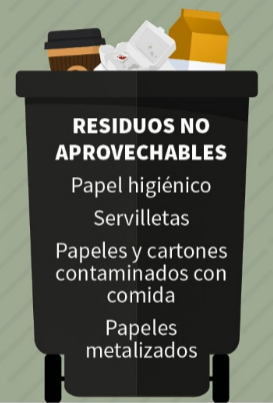 RESIDUOS NO
APROVECHABLES
Papel higiénico
Servilletas
Papeles y cartones
contaminados con
comida
Papeles
metalizados